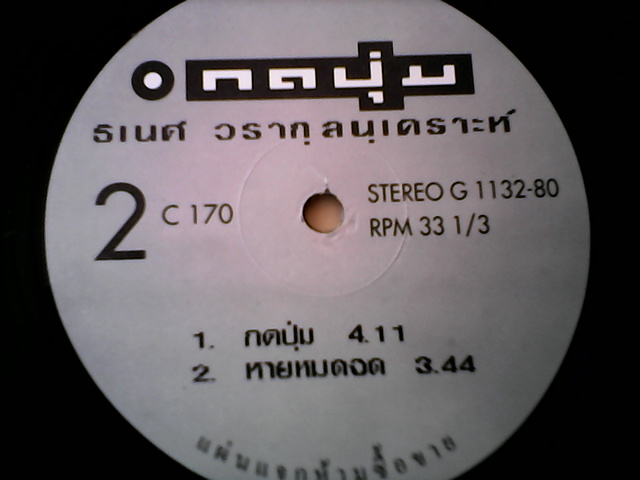 กดปุ่ม
ธเนศ วรากุลนุเคราะห์
2 C 170 STEREO G 1132-80
RPM 33 1/3
1. กดปุ่ม 4.11
2. หายหมดอด 3.44
แผ่นแจกห้ามซื้อขาย